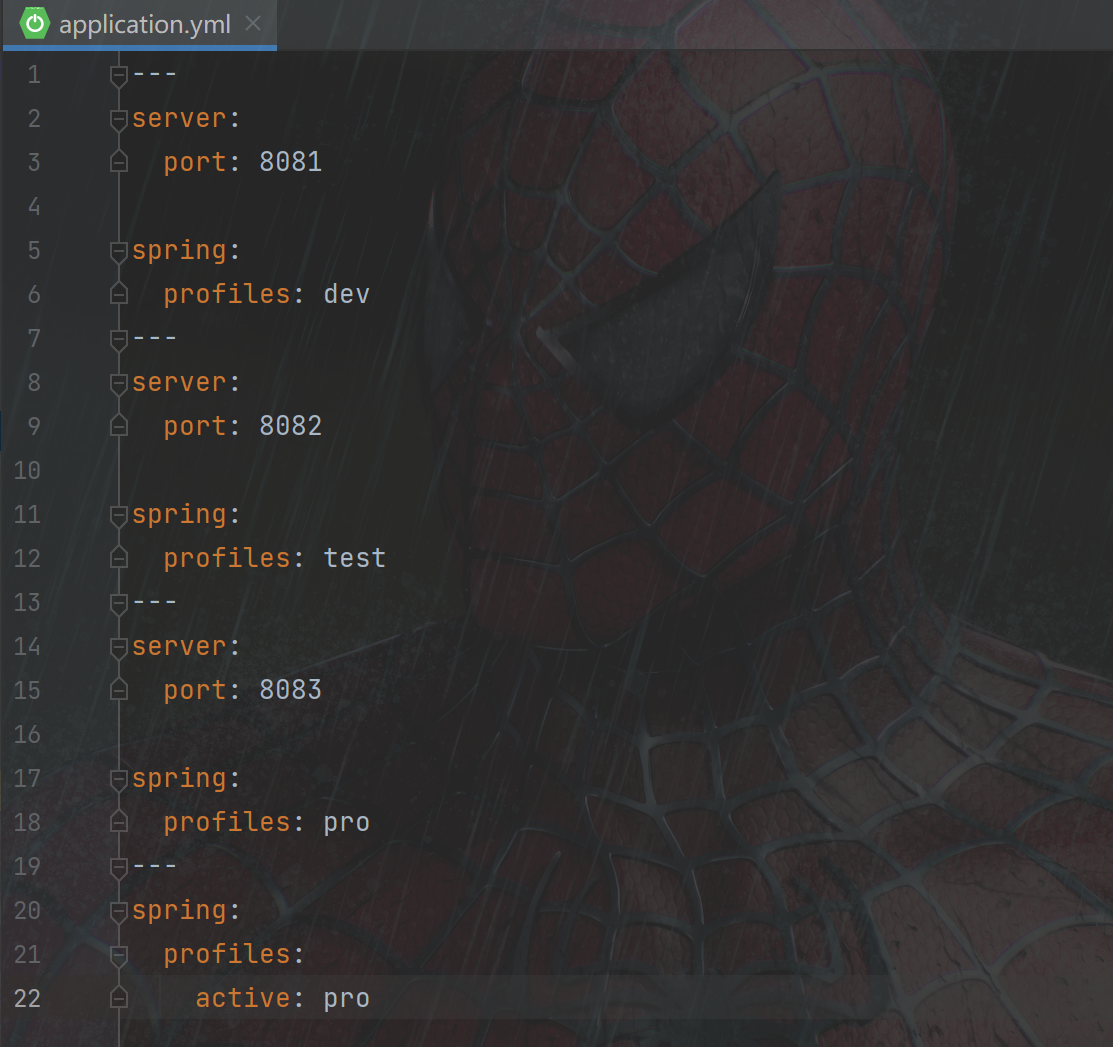 application.yml
1 ---
2 server:
3   port: 8081
4
5 spring:
6   profiles: dev
7 ---
8 server:
9   port: 8082
10
11 spring:
12   profiles: test
13 ---
14 server:
15   port: 8083
16
17 spring:
18   profiles: pro
19 ---
20 spring:
21   profiles:
22     active: pro